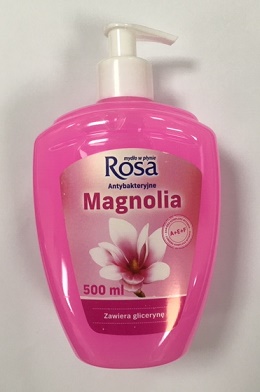 mydło w płynie
Rosa
Antybakteryjne
Magnolia
A+E+F
500 ml
Zawiera glicerynę